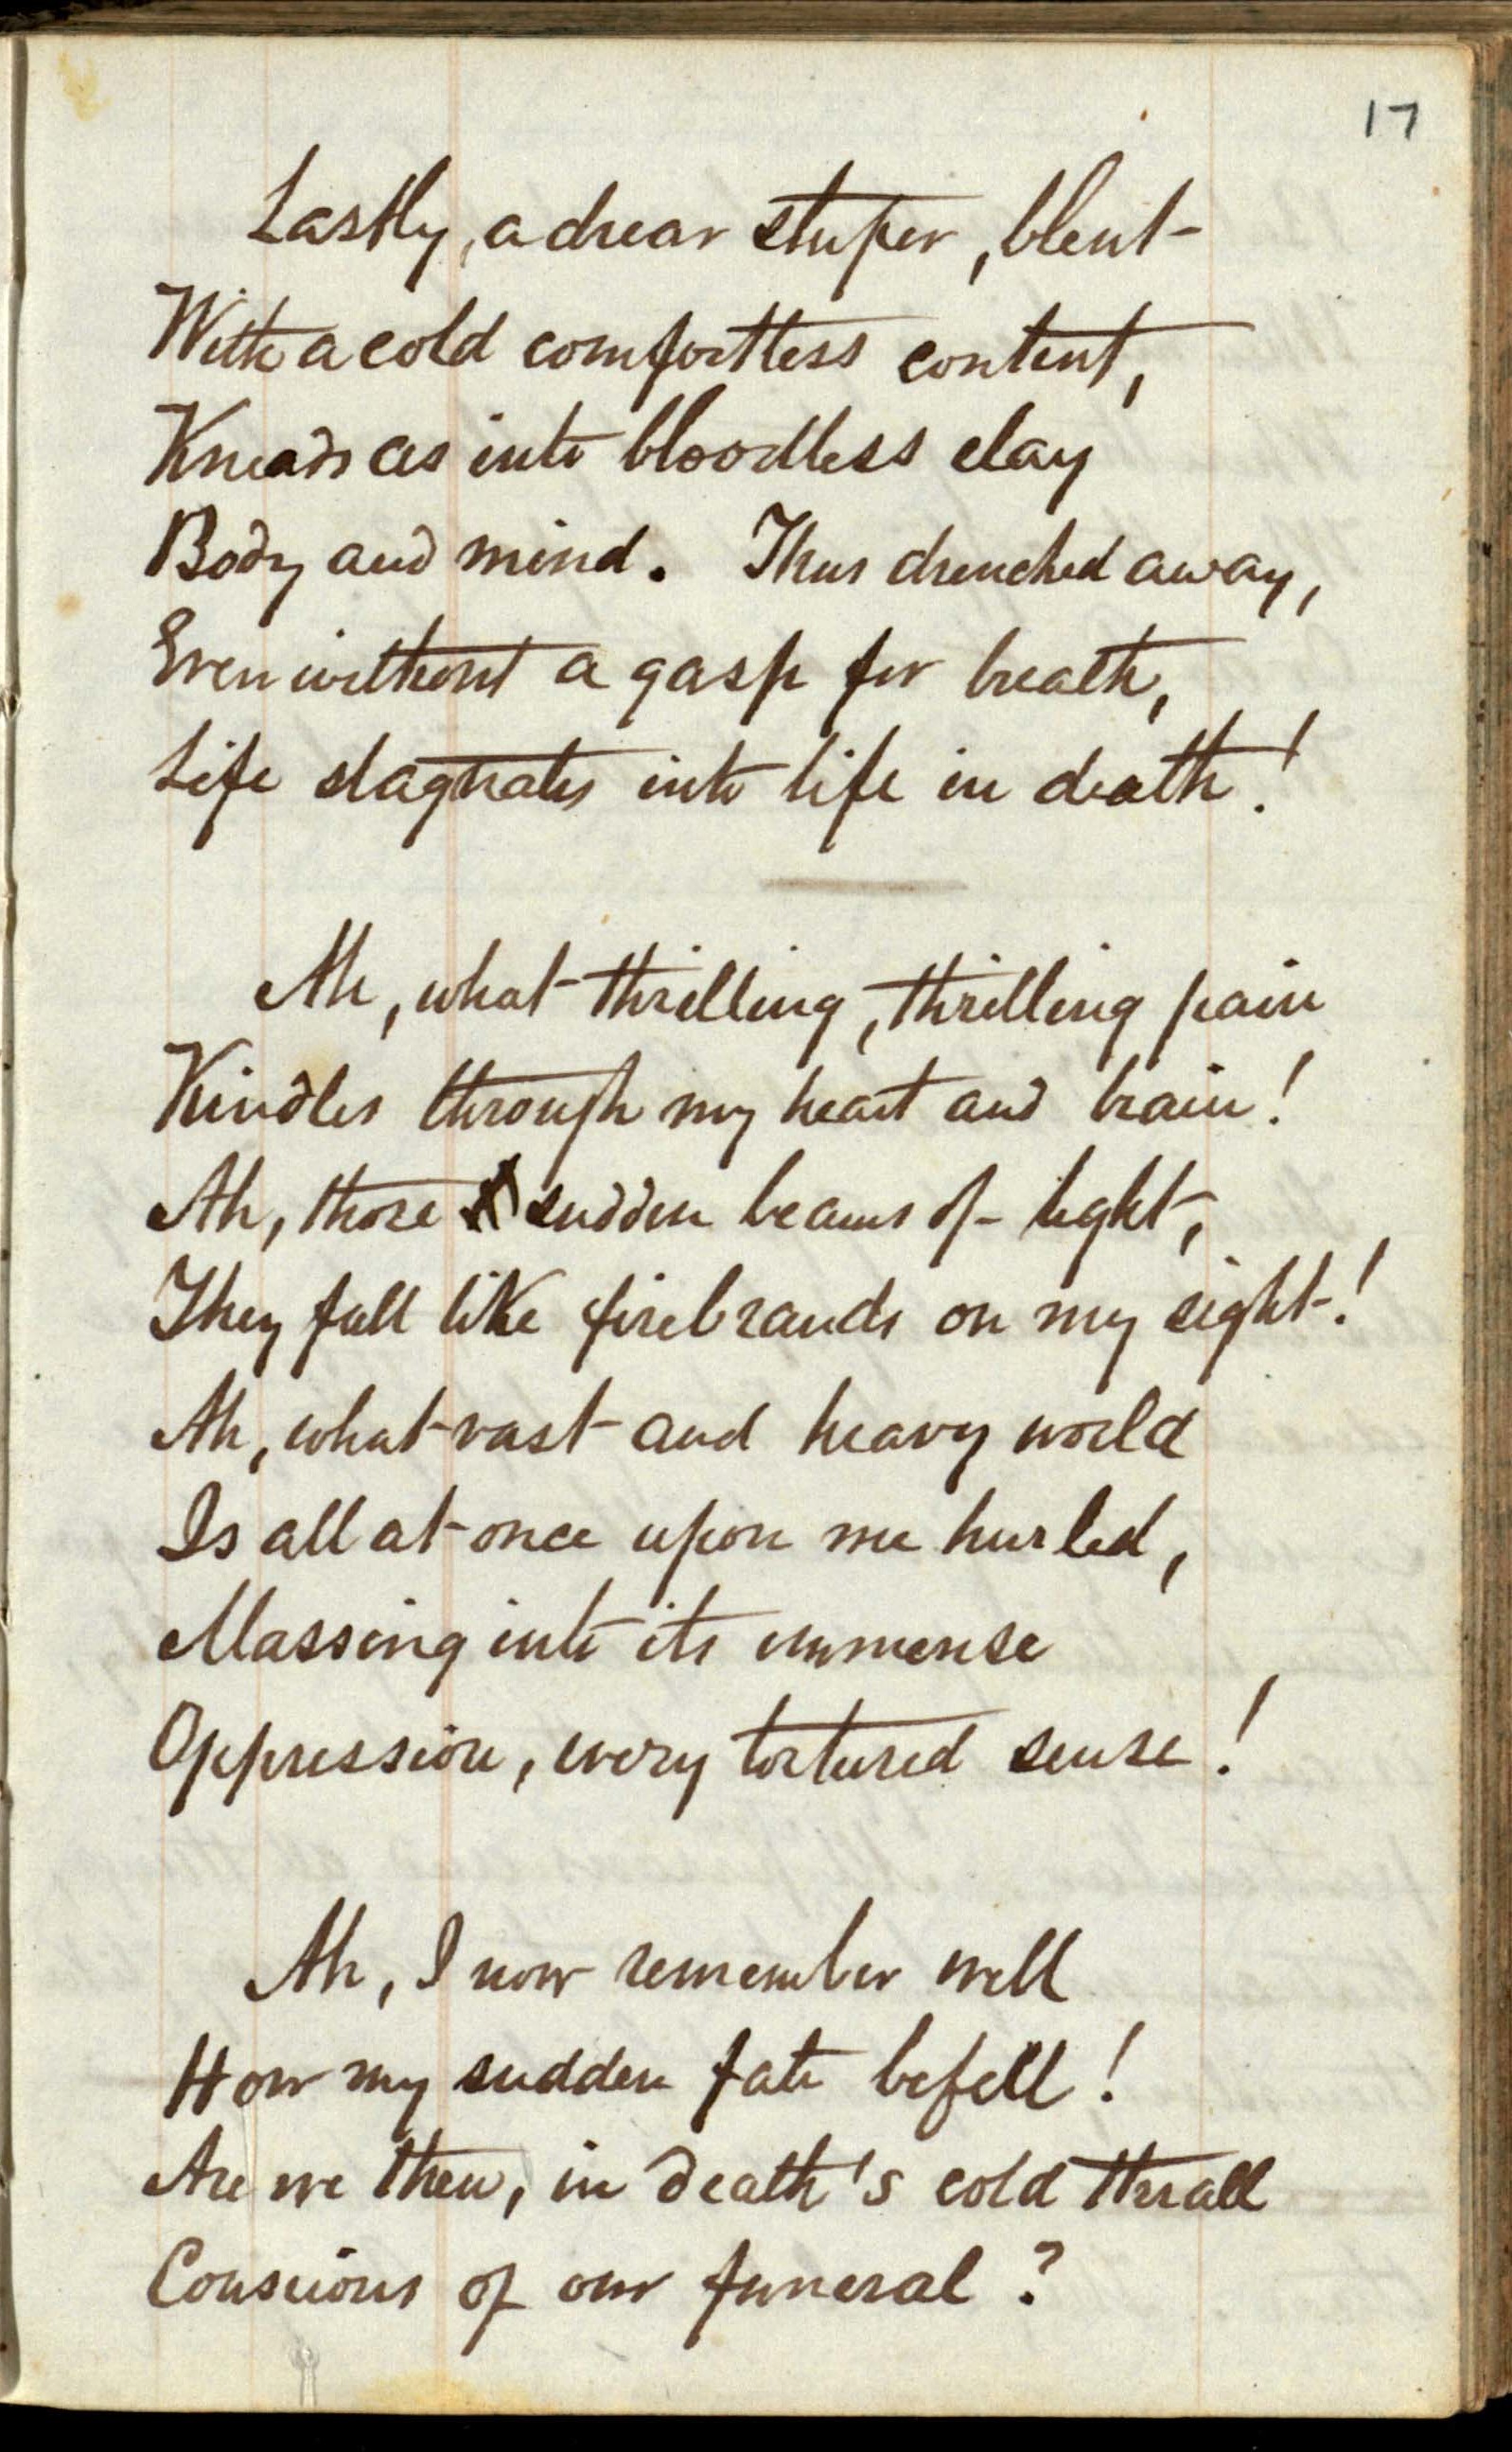 17
Lastly, a drear stuper, blent
With a cold comfortless content,
Kneads as into bloodless clay
Body and mind. Thus drenched away,
Even without a gasp for breath,
Life stagnates into life in death!
Ah, what thrilling, thrilling pain
Kindles through my heart and brain!
Ah, those sudden beams of light,
They fall like firebrands on my sight!
Ah, what vast and heavy world
Is all at once upon me hurled,
Massing into its immense
Oppression, every tortured sense!
Ah, I now remember well
How my sudden fate befell!
Are we then, in death's cold thrall
Conscious of our funeral?